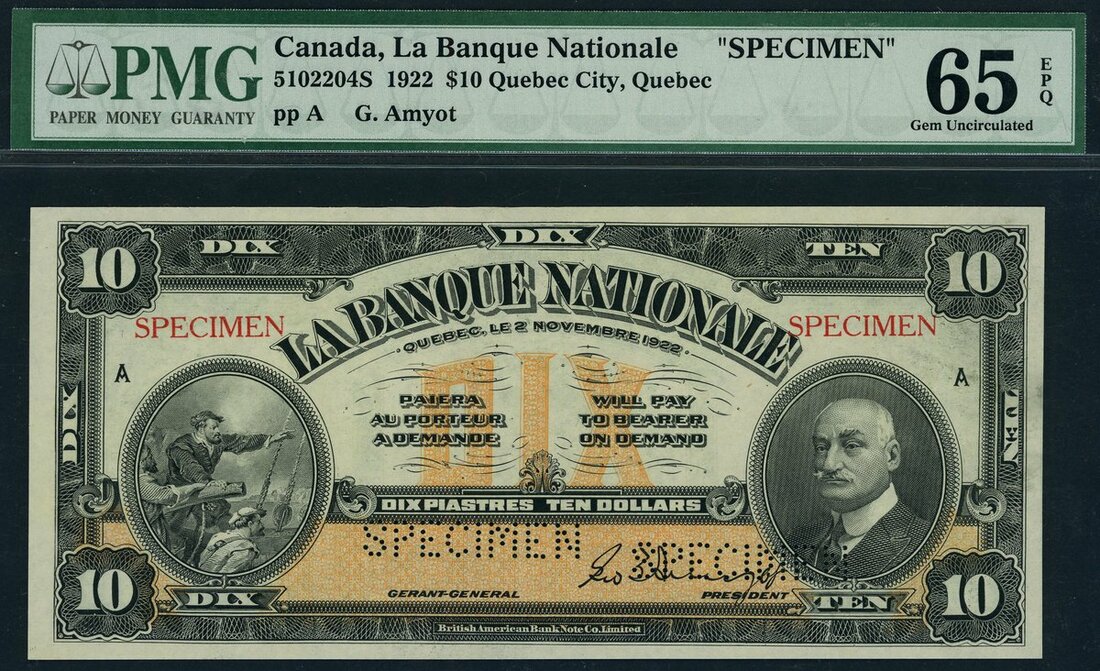 PMG
PAPER MONEY GUARANTY
Canada, La Banque Nationale "SPECIMEN"
5102204S 1922 $10 Quebec City, Quebec
pp A G. Amyot
65
EPQ
Gem Uncirculated
10 DIX DIX TEN 10
LA BANQUE NATIONALE
SPECIMEN SPECIMEN
QUEBEC, LE 2 NOVEMBRE 1922
A A
DIX
DIX
TEN
PAIERA WILL PAY
AU PORTEUR TO BEARER
A DEMANDE ON DEMAND
DIX PIASTRES TEN DOLLARS
SPECIMEN SPECIMEN
GERANT-GENERAL PRESIDENT
10 DIX TEN 10
British American Bank Note Co. Limited